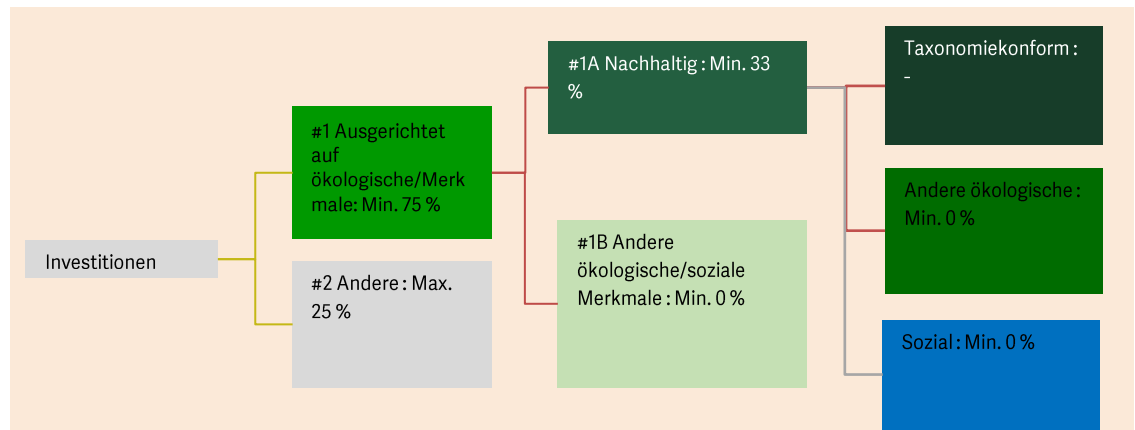 Investitionen
#1 Ausgerichtet
auf
ökologische/Merk
male: Min. 75 %
#2 Andere : Max.
25 %
#1A Nachhaltig : Min. 33
%
#1B Andere
ökologische/soziale
Merkmale : Min. 0 %
Taxonomiekonform :
-
Andere ökologische :
Min. 0 %
Sozial : Min. 0 %